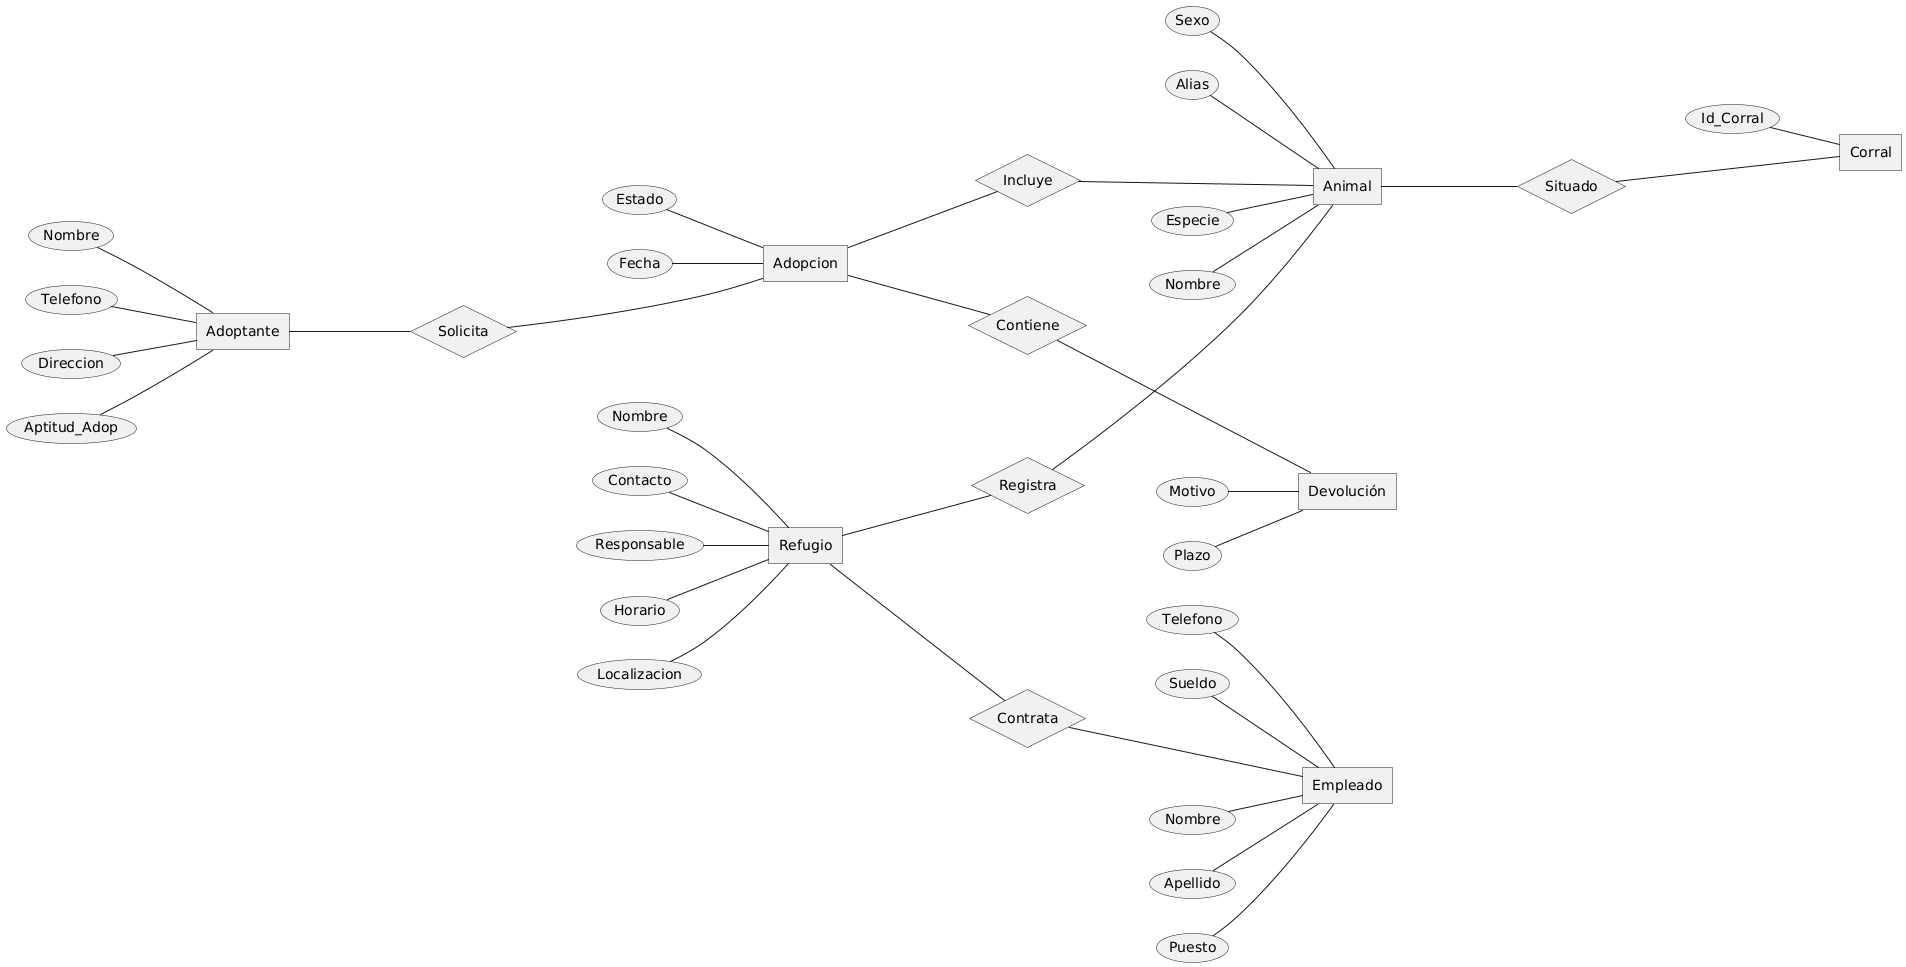 Sexo
Alias
Id_Corral
Corral
Incluye
Animal
Situado
Estado
Especie
Nombre
Fecha
Adopcion
Nombre
Telefono
Adoptante
Solicita
Contiene
Direccion
Aptitud_Adop
Nombre
Contacto
Registra
Motivo
Devolución
Responsable
Refugio
Plazo
Horario
Telefono
Localizacion
Sueldo
Contrata
Empleado
Nombre
Apellido
Puesto